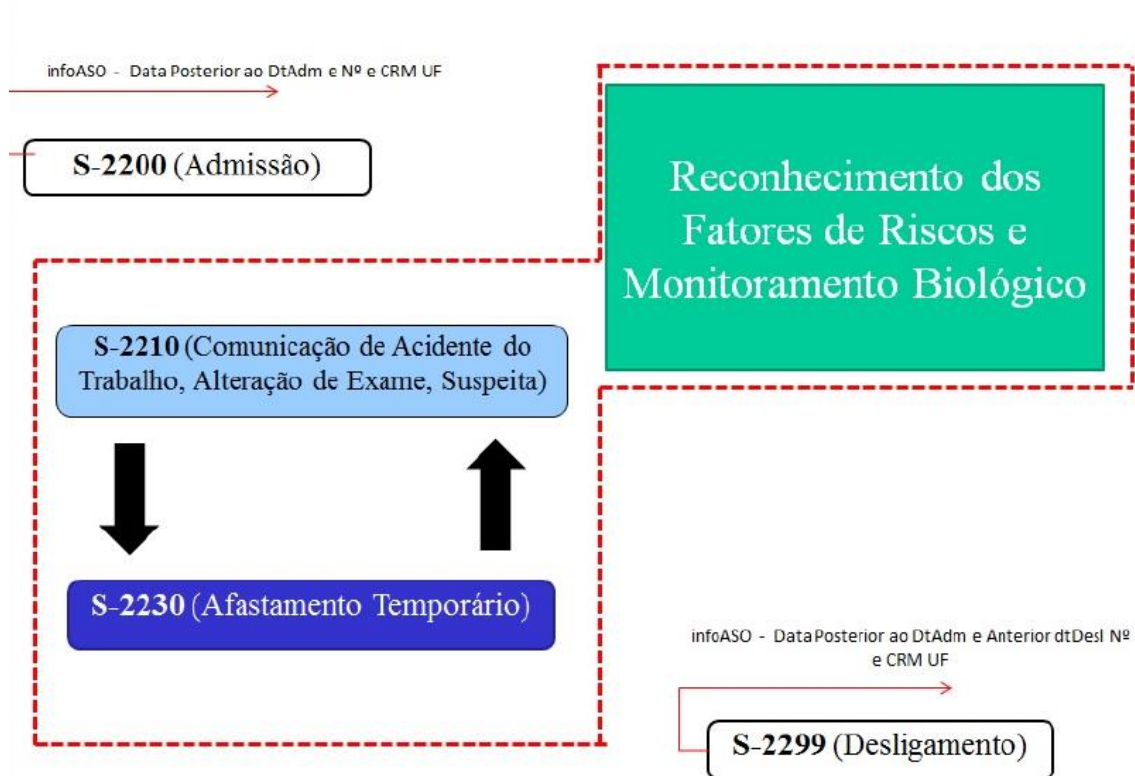 infoASO - Data Posterior ao DtAdm e Nº e CRM UF
S-2200 (Admissão)
Reconhecimento dos
Fatores de Riscos e
Monitoramento Biológico
S-2210 (Comunicação de Acidente do
Trabalho, Alteração de Exame, Suspeita)
S-2230 (Afastamento Temporário)
infoASO - Data Posterior ao DtAdm e Anterior dtDesl Nº
e CRM UF
S-2299 (Desligamento)